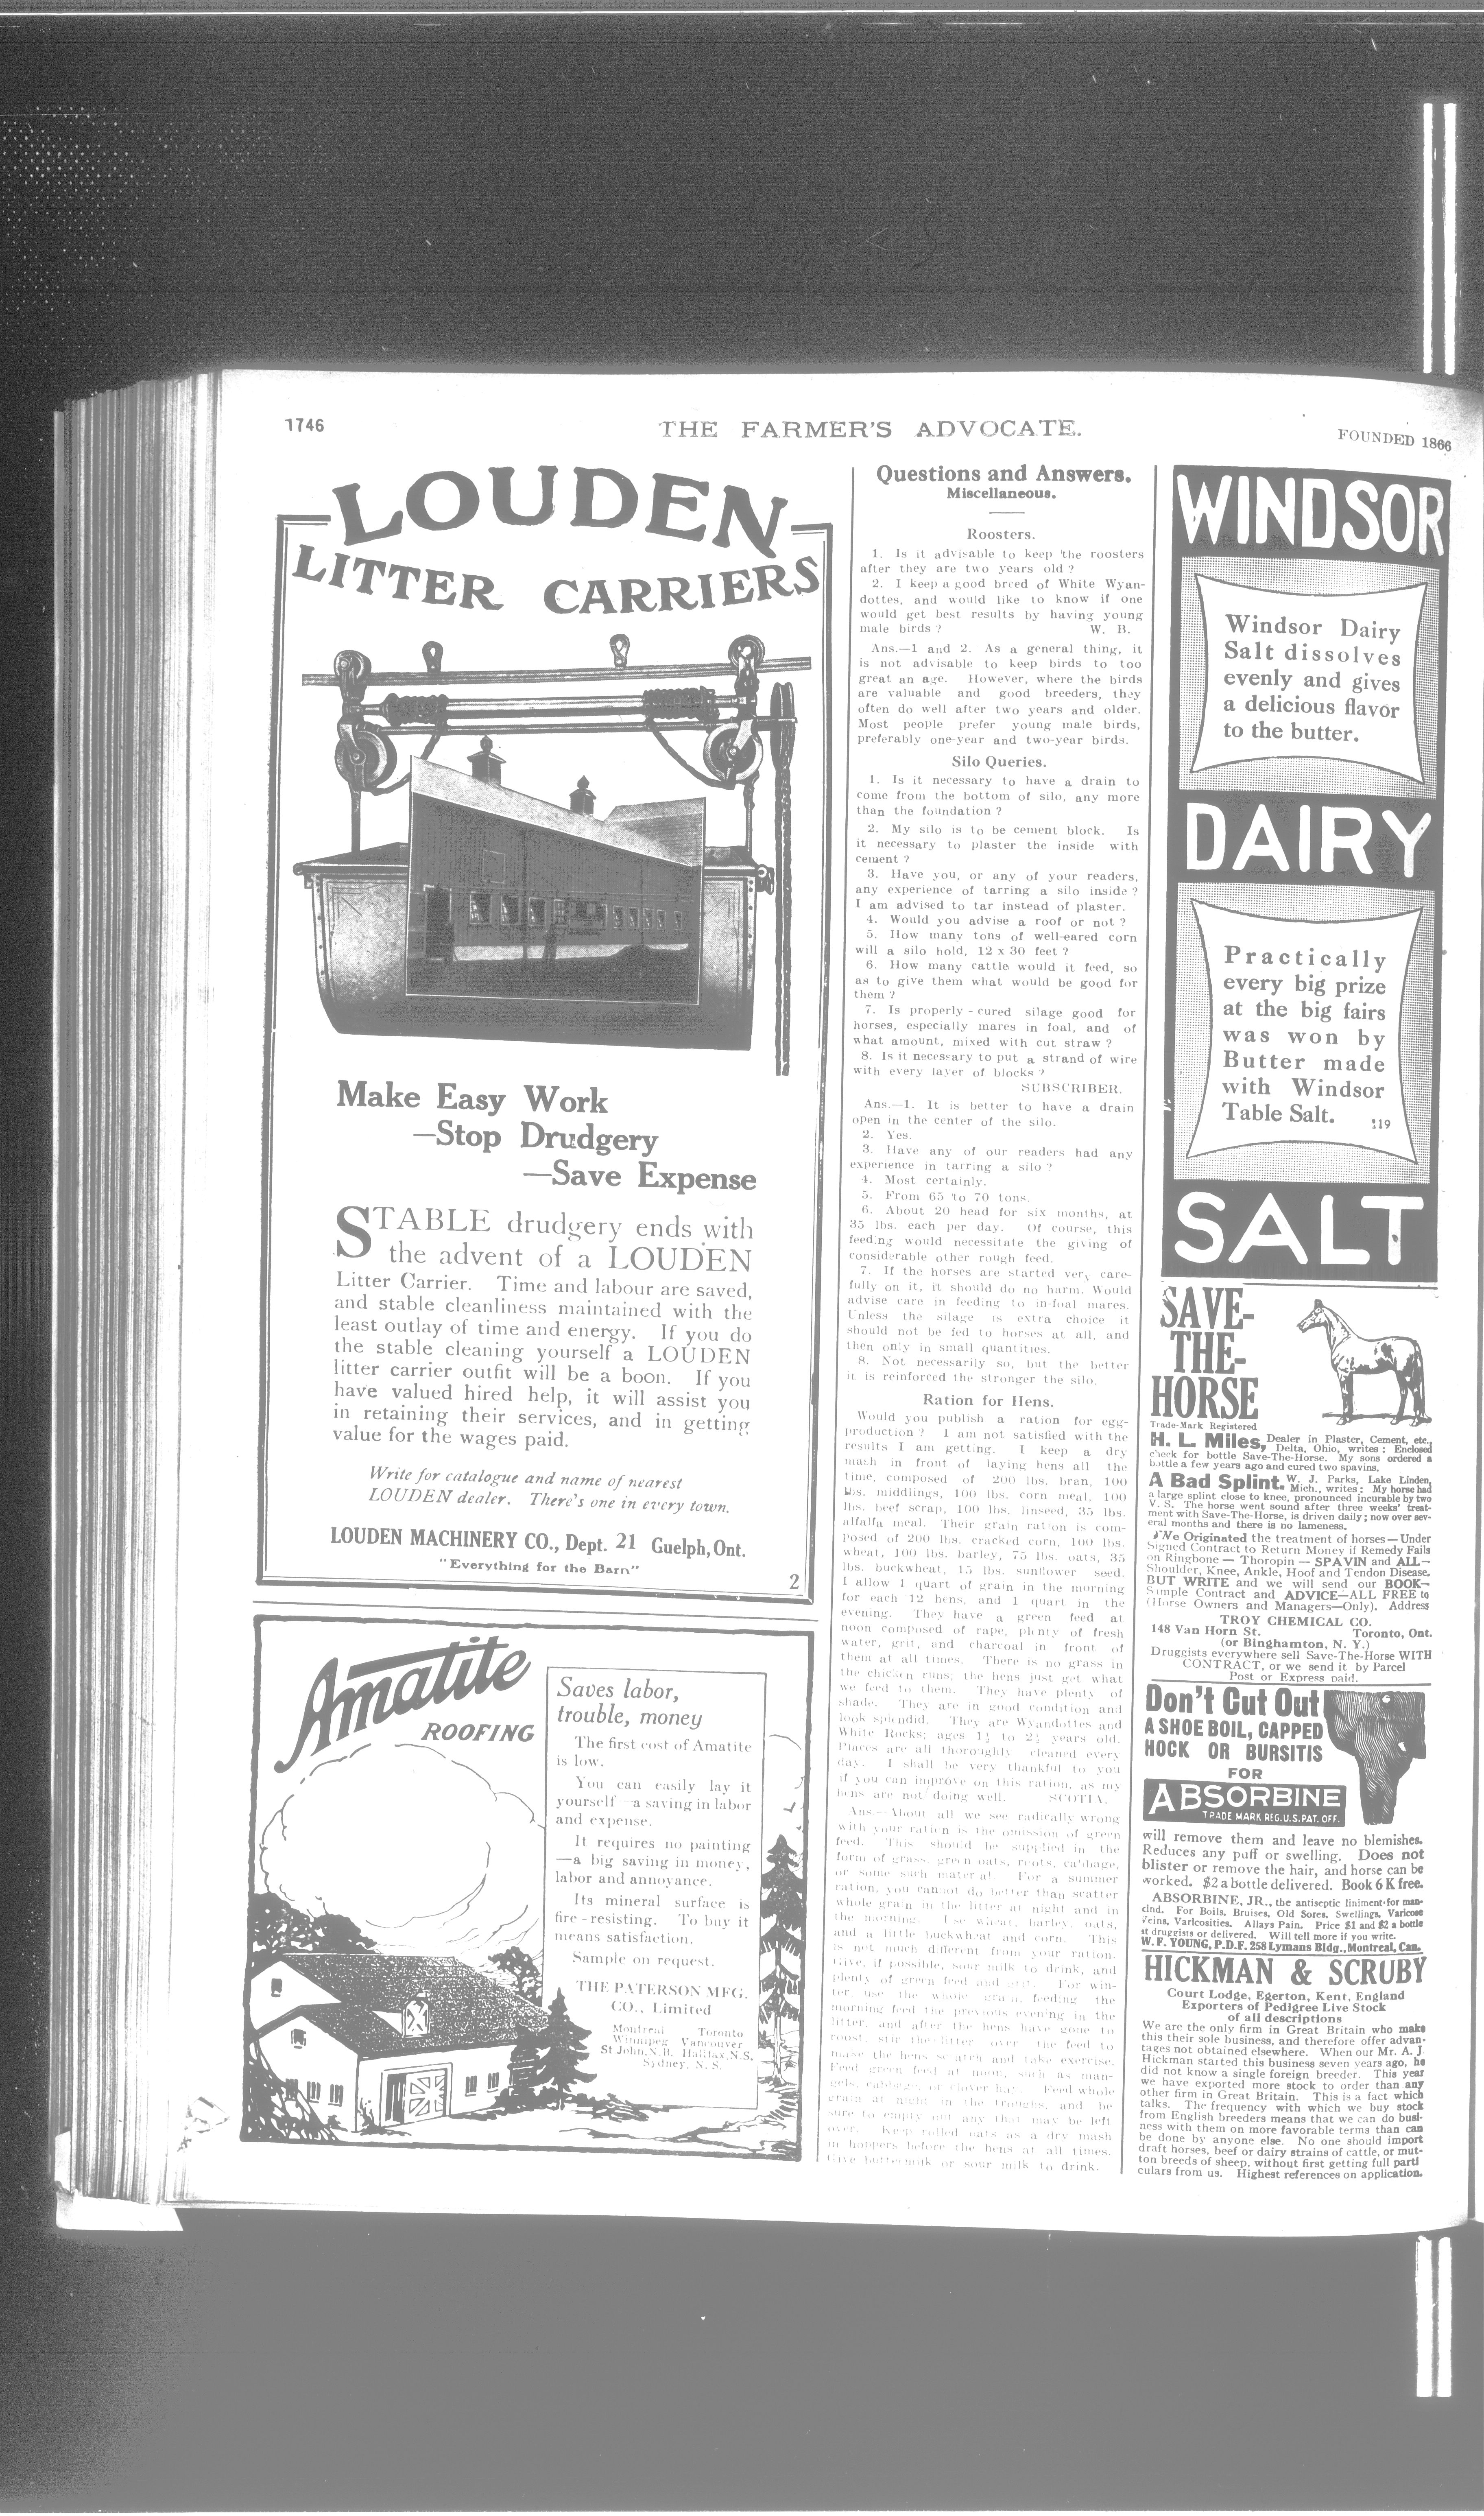 1746
THE FARMER'S ADVOCATE.
FOUNDED 1866
LOUDEN
LITTER CARRIERS
Make Easy Work
—Stop Drudgery
—Save Expense
STABLE drudgery ends with
the advent of a LOUDEN
Litter Carrier. Time and labour are saved,
and stable cleanliness maintained with the
least outlay of time and energy. If you do
the stable cleaning yourself a LOUDEN
litter carrier outfit will be a boon. If you
have valued hired help, it will assist you
in retaining their services, and in getting
value for the wages paid.
Write for catalogue and name of nearest
LOUDEN dealer. There's one in every town.
LOUDEN MACHINERY CO., Dept. 21 Guelph, Ont.
"Everything for the Barn"
2
Amatite
ROOFING
Saves labor,
trouble, money
The first cost of Amatite
is low.
You can easily lay it
yourself—a saving in labor
and expense.
It requires no painting
—a big saving in money,
labor and annoyance.
Its mineral surface is
fire-resisting. To buy it
means satisfaction.
Sample on request.
THE PATERSON MFG.
CO., Limited
Montreal Toronto
Winnipeg Vancouver
St John, N.B. Halifax, N.S.
Sydney, N. S.
Questions and Answers.
Miscellaneous.
Roosters.
1. Is it advisable to keep the roosters
after they are two years old ?
2. I keep a good breed of White Wyan-
dottes, and would like to know if one
would get best results by having young
male birds ? W. B.
Ans.—1 and 2. As a general thing, it
is not advisable to keep birds to too
great an age. However, where the birds
are valuable and good breeders, they
often do well after two years and older.
Most people prefer young male birds,
preferably one-year and two-year birds.
Silo Queries.
1. Is it necessary to have a drain to
come from the bottom of silo, any more
than the foundation ?
2. My silo is to be cement block. Is
it necessary to plaster the inside with
cement ?
3. Have you, or any of your readers,
any experience of tarring a silo inside ?
I am advised to tar instead of plaster.
4. Would you advise a roof or not ?
5. How many tons of well-eared corn
will a silo hold, 12 x 30 feet ?
6. How many cattle would it feed, so
as to give them what would be good for
them ?
7. Is properly-cured silage good for
horses, especially mares in foal, and of
what amount, mixed with cut straw ?
8. Is it necessary to put a strand of wire
with every layer of blocks ?
SUBSCRIBER.
Ans.—1. It is better to have a drain
open in the center of the silo.
2. Yes.
3. Have any of our readers had any
experience in tarring a silo ?
4. Most certainly.
5. From 65 to 70 tons.
6. About 20 head for six months, at
35 lbs. each per day. Of course, this
feeding would necessitate the giving of
considerable other rough feed.
7. If the horses are started very care-
fully on it, it should do no harm. Would
advise care in feeding to in-foal mares.
Unless the silage is extra choice it
should not be fed to horses at all, and
then only in small quantities.
8. Not necessarily so, but the better
it is reinforced the stronger the silo.
Ration for Hens.
Would you publish a ration for egg-
production ? I am not satisfied with the
results I am getting. I keep a dry
mash in front of laying hens all the
time, composed of 200 lbs. bran, 100
lbs. middlings, 100 lbs. corn meal, 100
lbs. beef scrap, 100 lbs. linseed, 35 lbs.
alfalfa meal. Their grain ration is com-
posed of 200 lbs. cracked corn, 100 lbs.
wheat, 100 lbs. barley, 75 lbs. oats, 35
lbs. buckwheat, 15 lbs. sunflower seed.
I allow 1 quart of grain in the morning
for each 12 hens, and 1 quart in the
evening. They have a green feed at
noon composed of rape, plenty of fresh
water, grit, and charcoal in front of
them at all times. There is no grass in
the chicken runs; the hens just get what
we feed to them. They have plenty of
shade. They are in good condition and
look splendid. They are Wyandottes and
White Rocks; ages 1½ to 2½ years old.
Places are all thoroughly cleaned every
day. I shall be very thankful to you
if you can improve on this ration, as my
hens are not doing well. SCOTIA.
Ans.—About all we see radically wrong
with your ration is the omission of green
feed. This should be supplied in the
form of grass, green oats, roots, cabbage,
or some such material. For a summer
ration, you cannot do better than scatter
whole grain in the litter at night and in
the morning. Use wheat, barley, oats,
and a little buckwheat and corn. This
is not much different from your ration.
Give, if possible, sour milk to drink, and
plenty of green feed and grit. For win-
ter, use the whole grain, feeding the
morning feed the previous evening in the
litter, and after the hens have gone to
roost, stir the litter over the feed to
make the hens scratch and take exercise.
Feed green feed at noon, such as man-
gels, cabbage, or clover hay. Feed whole
grain at night in the troughs, and be
sure to empty out any that may be left
over. Keep rolled oats as a dry mash
in hoppers before the hens at all times.
Give buttermilk or sour milk to drink.
WINDSOR
Windsor Dairy
Salt dissolves
evenly and gives
a delicious flavor
to the butter.
DAIRY
Practically
every big prize
at the big fairs
was won by
Butter made
with Windsor
Table Salt. 119
SALT
SAVE-
THE-
HORSE
Trade-Mark Registered
H. L. Miles, Dealer in Plaster, Cement, etc.,
Delta, Ohio, writes : Enclosed
check for bottle Save-The-Horse. My sons ordered a
bottle a few years ago and cured two spavins.
A Bad Splint. W. J. Parks, Lake Linden,
Mich., writes : My horse had
a large splint close to knee, pronounced incurable by two
V. S. The horse went sound after three weeks' treat-
ment with Save-The-Horse, is driven daily ; now over sev-
eral months and there is no lameness.
We Originated the treatment of horses—Under
Signed Contract to Return Money if Remedy Fails
on Ringbone — Thoropin — SPAVIN and ALL—
Shoulder, Knee, Ankle, Hoof and Tendon Disease.
BUT WRITE and we will send our BOOK—
Simple Contract and ADVICE—ALL FREE to
(Horse Owners and Managers—Only). Address
TROY CHEMICAL CO.
148 Van Horn St. Toronto, Ont.
(or Binghamton, N. Y.)
Druggists everywhere sell Save-The-Horse WITH
CONTRACT, or we send it by Parcel
Post or Express paid.
Don't Cut Out
A SHOE BOIL, CAPPED
HOCK OR BURSITIS
FOR
ABSORBINE
TRADE MARK REG.U.S.PAT. OFF.
will remove them and leave no blemishes.
Reduces any puff or swelling. Does not
blister or remove the hair, and horse can be
worked. $2 a bottle delivered. Book 6 K free.
ABSORBINE, JR., the antiseptic liniment for man-
kind. For Boils, Bruises, Old Sores, Swellings, Varicose
Veins, Varicosities. Allays Pain. Price $1 and $2 a bottle
at druggists or delivered. Will tell more if you write.
W. F. YOUNG, P.D.F. 258 Lymans Bldg., Montreal, Can.
HICKMAN & SCRUBY
Court Lodge, Egerton, Kent, England
Exporters of Pedigree Live Stock
of all descriptions
We are the only firm in Great Britain who make
this their sole business, and therefore offer advan-
tages not obtained elsewhere. When our Mr. A. J
Hickman started this business seven years ago, he
did not know a single foreign breeder. This year
we have exported more stock to order than any
other firm in Great Britain. This is a fact which
talks. The frequency with which we buy stock
from English breeders means that we can do busi-
ness with them on more favorable terms than can
be done by anyone else. No one should import
draft horses, beef or dairy strains of cattle, or mut-
ton breeds of sheep, without first getting full parti
culars from us. Highest references on application.